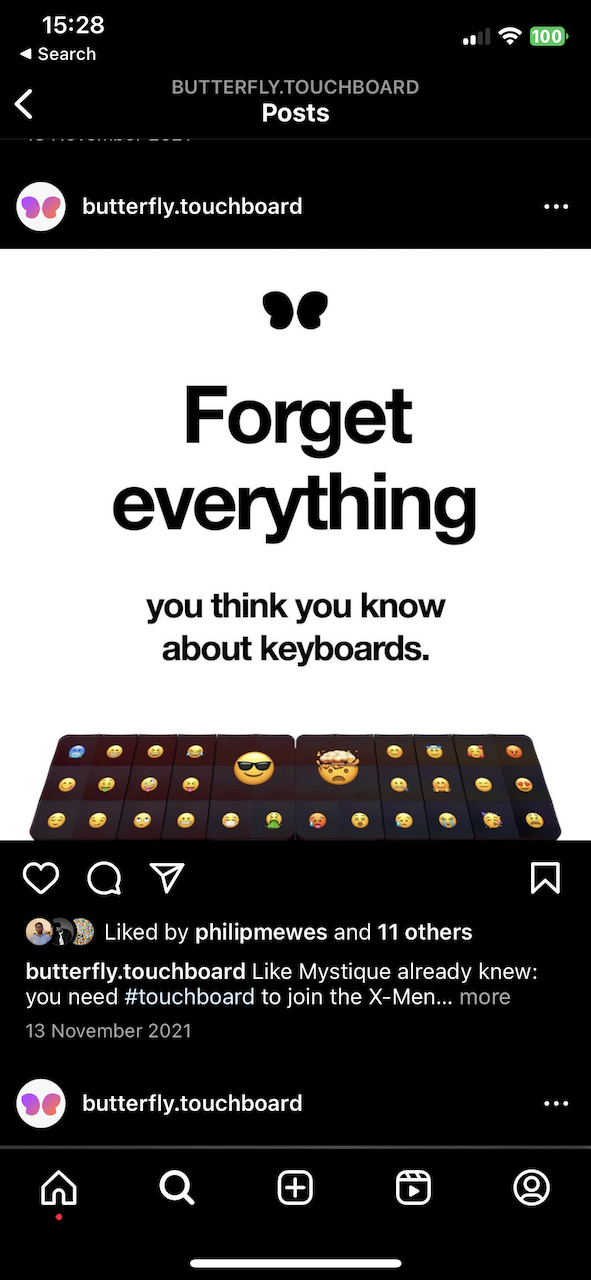 15:28
100
◀ Search
BUTTERFLY.TOUCHBOARD
Posts
butterfly.touchboard
Forget
everything
you think you know
about keyboards.
Liked by philipmewes and 11 others
butterfly.touchboard Like Mystique already knew:
you need #touchboard to join the X-Men... more
13 November 2021
butterfly.touchboard